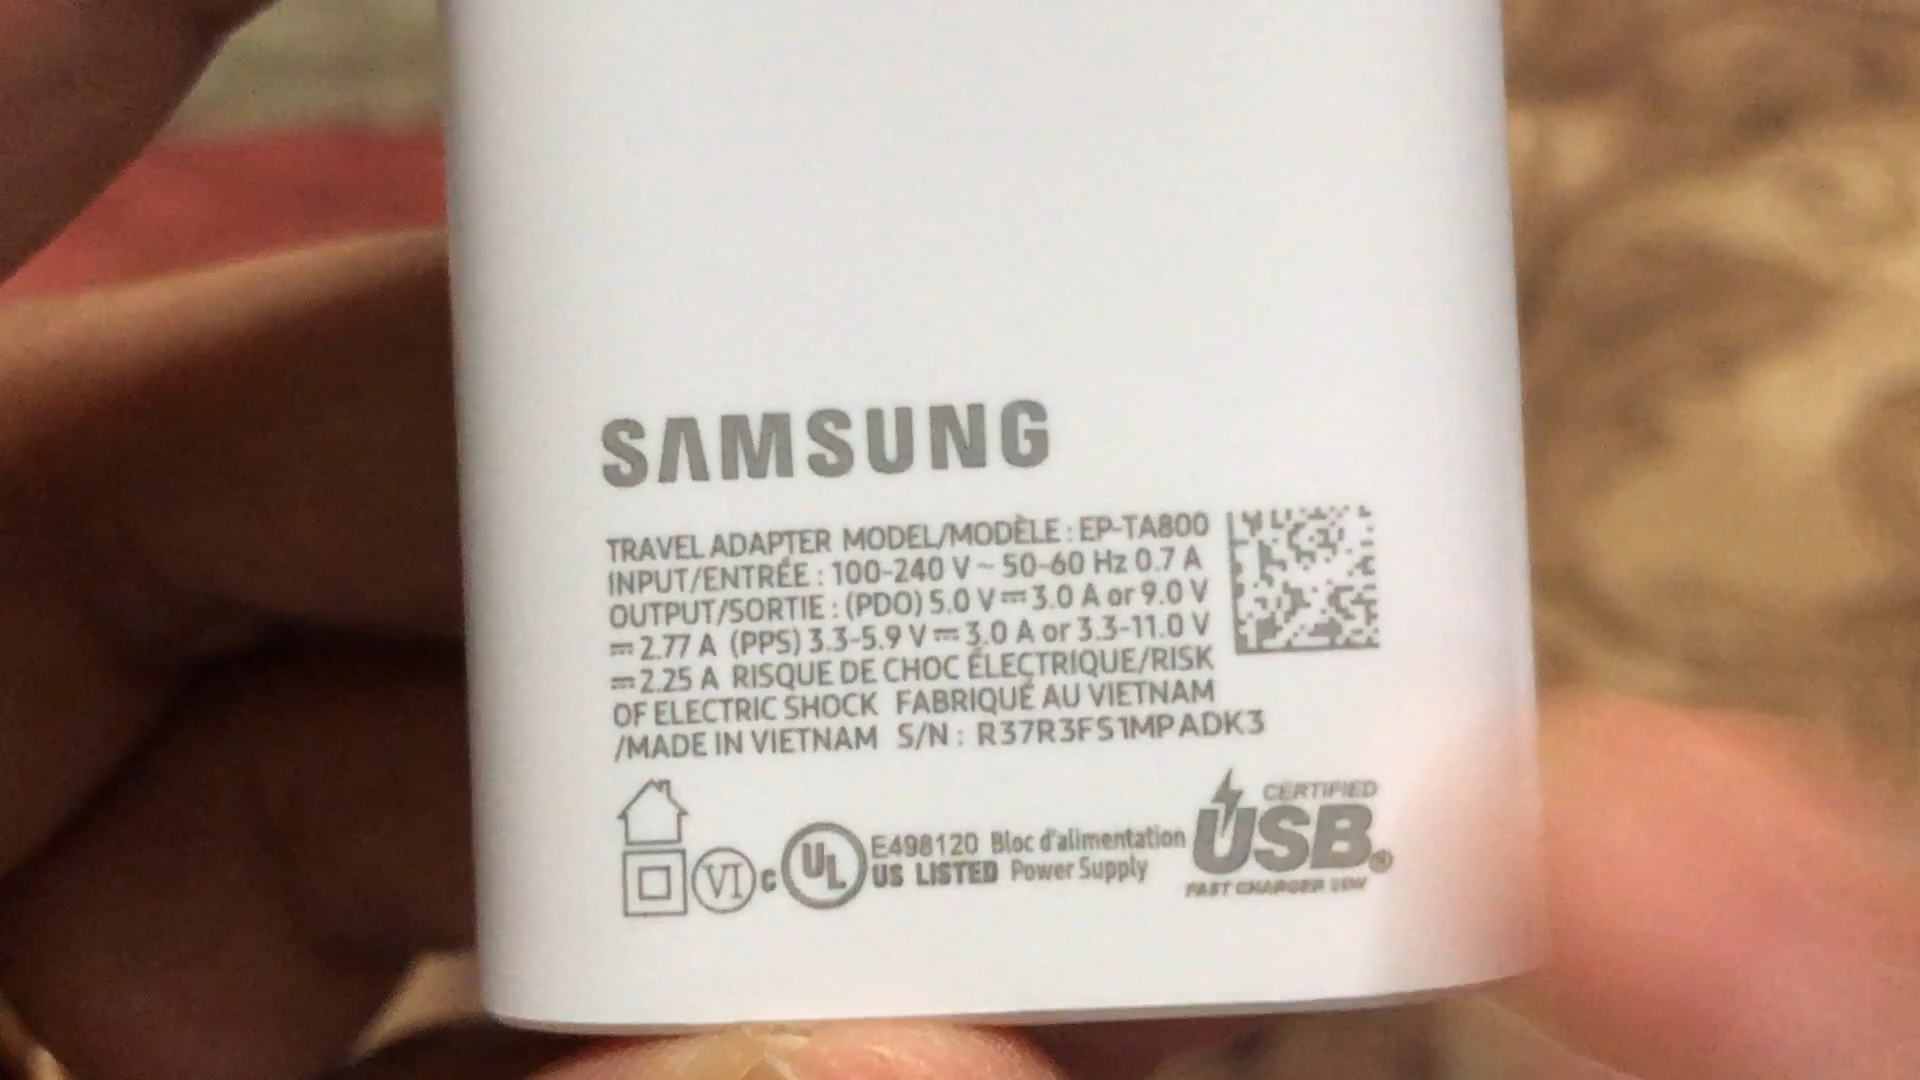 SAMSUNG
TRAVEL ADAPTER MODEL/MODÈLE : EP-TA800
INPUT/ENTRÉE : 100-240 V ~ 50-60 Hz 0.7 A
OUTPUT/SORTIE : (PDO) 5.0 V⎓3.0 A or 9.0 V
⎓2.77 A (PPS) 3.3-5.9 V⎓3.0 A or 3.3-11.0 V
⎓2.25 A RISQUE DE CHOC ÉLECTRIQUE/RISK
OF ELECTRIC SHOCK FABRIQUÉ AU VIETNAM
/MADE IN VIETNAM S/N : R37R3FS1MPADK3
VI
c UL US LISTED
E498120 Bloc d'alimentation
Power Supply
CERTIFIED
USB®
FAST CHARGER